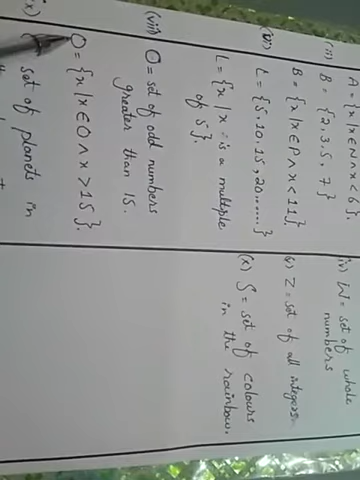 A = {x|x∈N∧x<6}.
(iii) B = {2,3,5,7}
B = {x|x∈P∧x<11}.
(vi) L = {5,10,15,20......}
L = {x|x is a multiple
of 5}.
(viii) O = set of odd numbers
greater than 15.
O = {x|x∈O∧x>15}.
set of planets in
iv) W = set of whole
numbers
v) Z = set of all integers
(x) S = set of colours
in the rainbow.